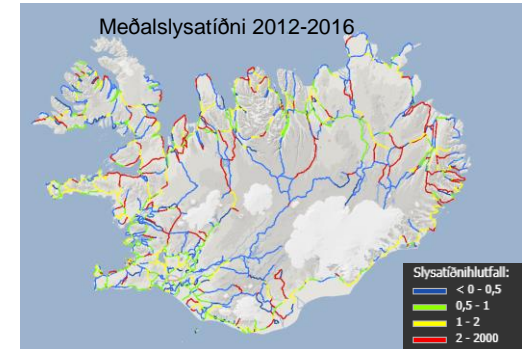 Meðalslysatíðni 2012-2016
Slysatíðnihlutfall:
< 0 - 0,5
0,5 - 1
1 - 2
2 - 2000